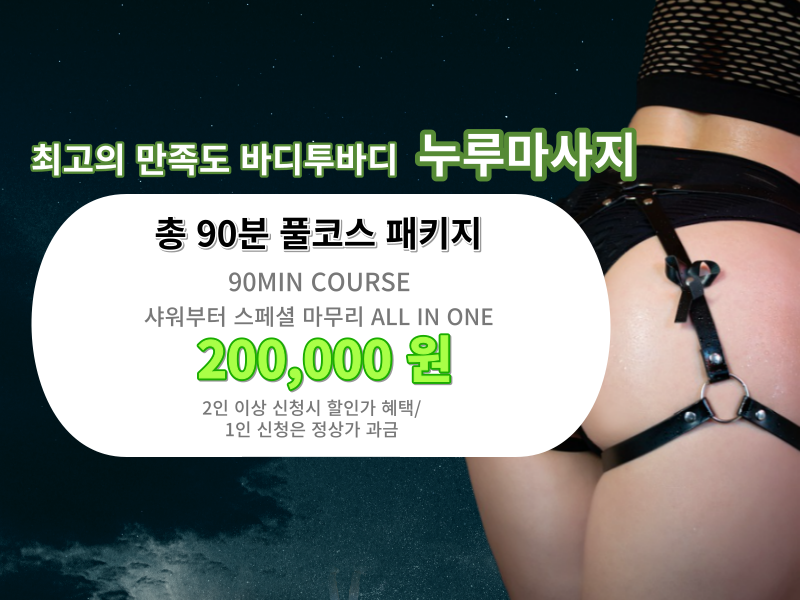 최고의 만족도 바디투바디 누루마사지
총 90분 풀코스 패키지
90MIN COURSE
샤워부터 스페셜 마무리 ALL IN ONE
200,000 원
2인 이상 신청시 할인가 혜택/
1인 신청은 정상가 과금